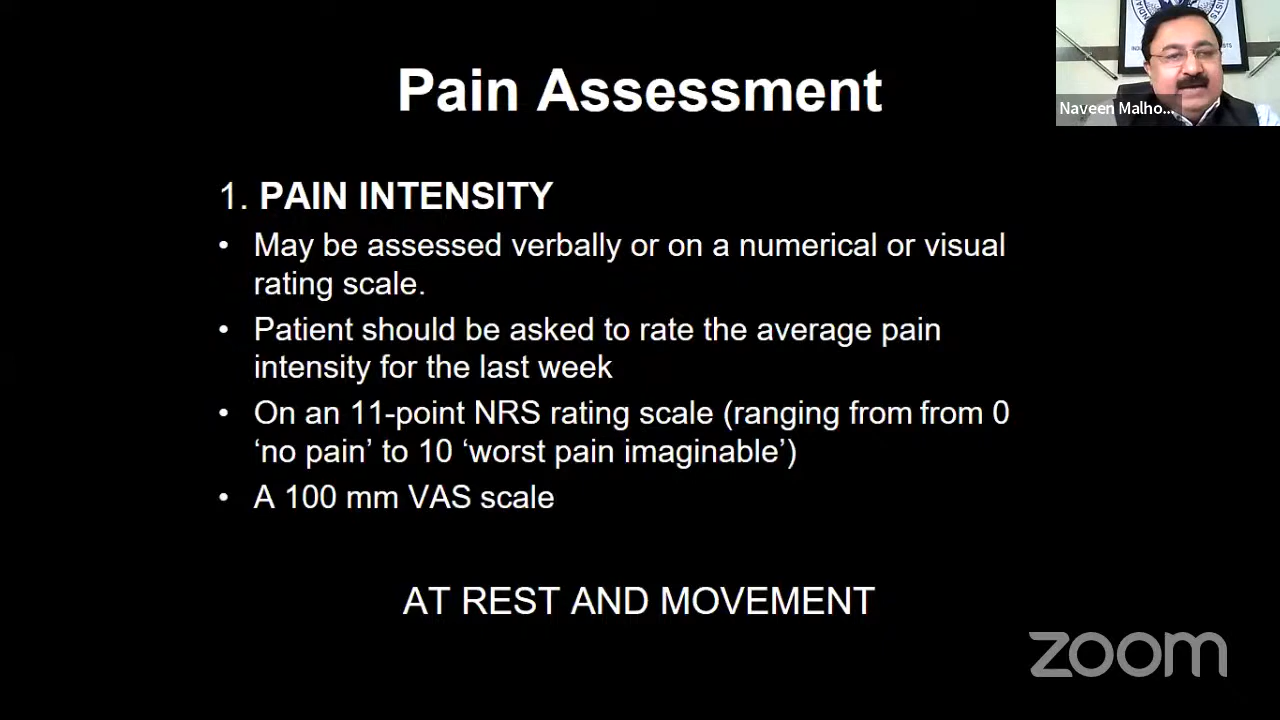 Pain Assessment
Naveen Malho...
1. PAIN INTENSITY
• May be assessed verbally or on a numerical or visual
rating scale.
• Patient should be asked to rate the average pain
intensity for the last week
• On an 11-point NRS rating scale (ranging from from 0
‘no pain’ to 10 ‘worst pain imaginable’)
• A 100 mm VAS scale
AT REST AND MOVEMENT
zoom